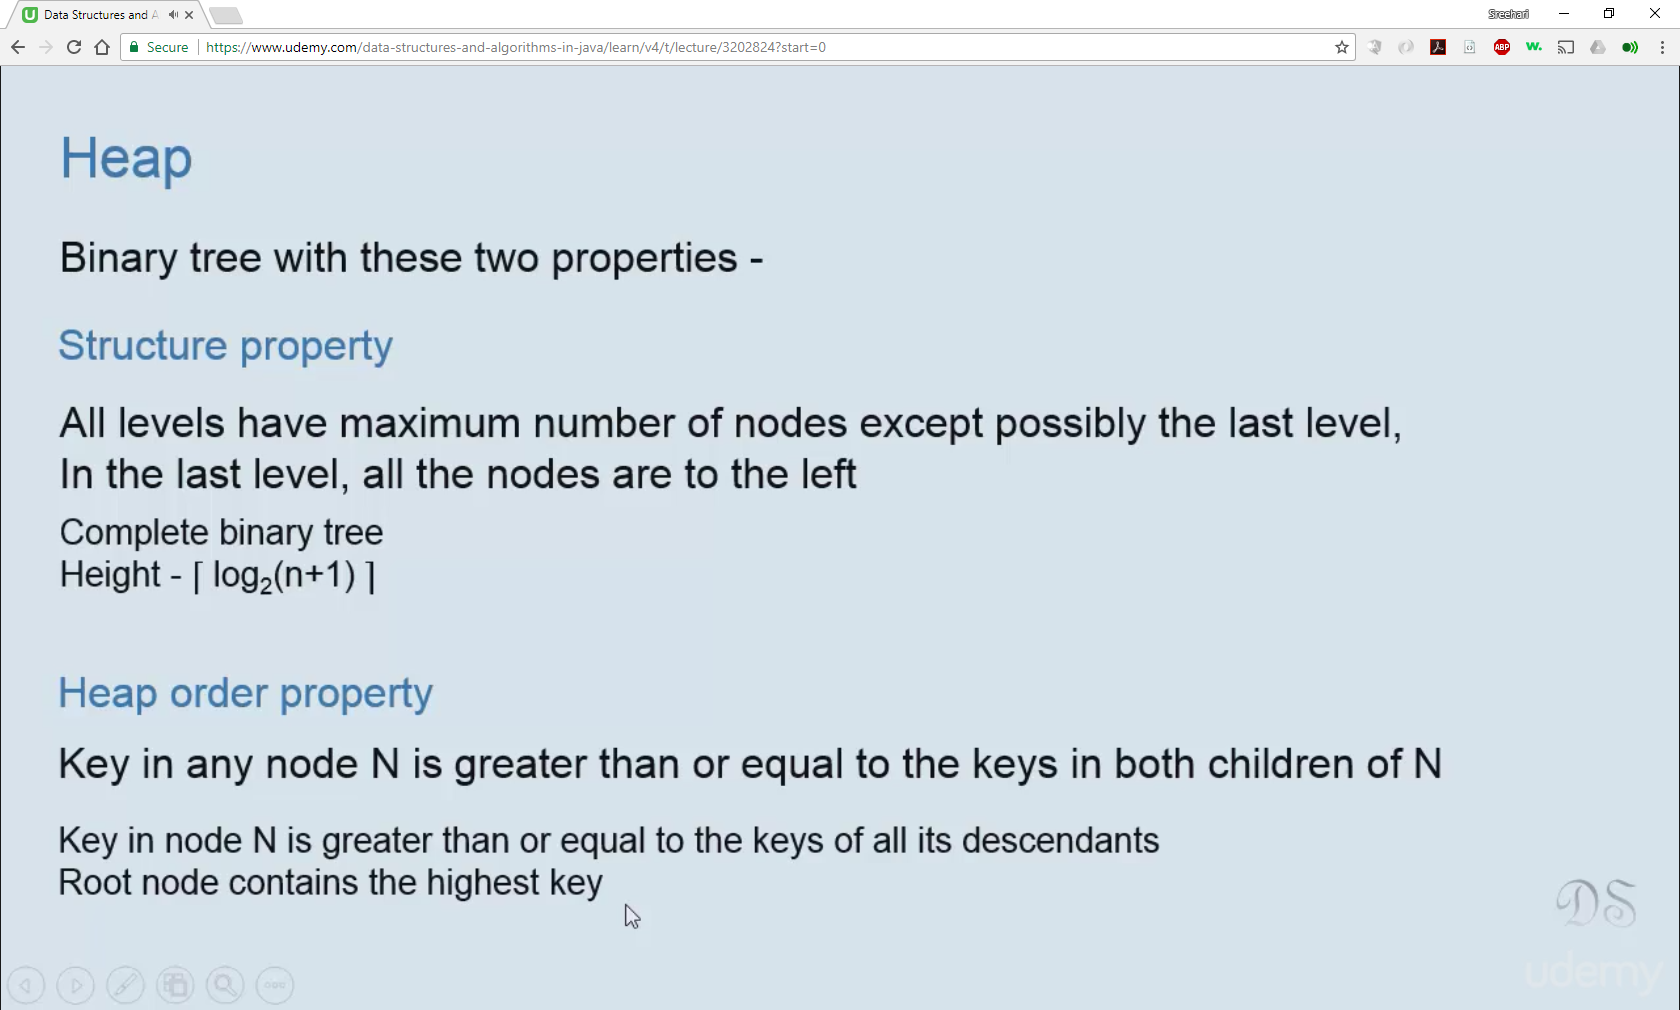 Data Structures and A
Sreehari
Secure
https://www.udemy.com/data-structures-and-algorithms-in-java/learn/v4/t/lecture/3202824?start=0
ABP
w.
Heap
Binary tree with these two properties -
Structure property
All levels have maximum number of nodes except possibly the last level,
In the last level, all the nodes are to the left
Complete binary tree
Height - ⌈ log₂(n+1) ⌉
Heap order property
Key in any node N is greater than or equal to the keys in both children of N
Key in node N is greater than or equal to the keys of all its descendants
Root node contains the highest key
DS
udemy